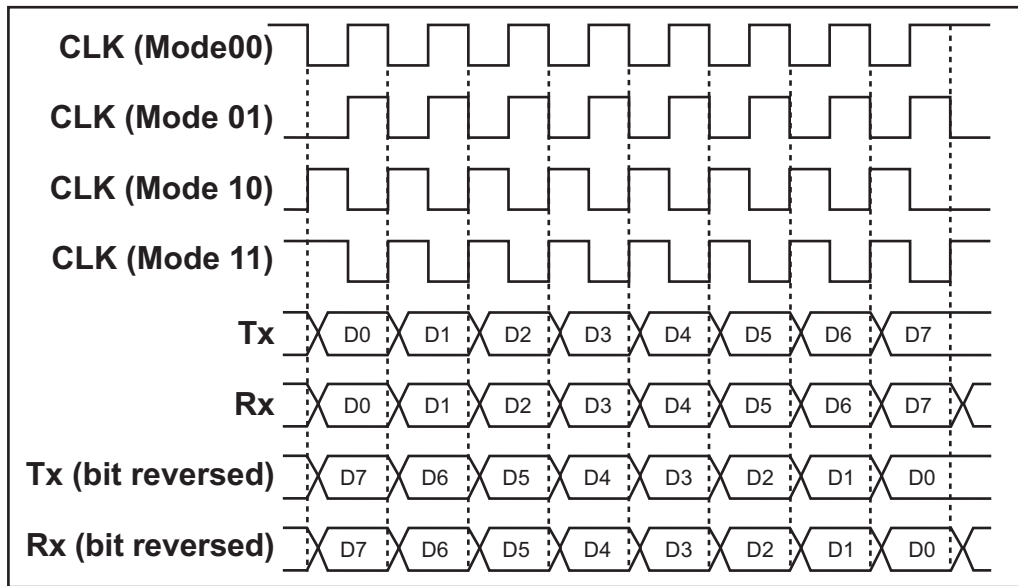 CLK (Mode00)
CLK (Mode 01)
CLK (Mode 10)
CLK (Mode 11)
Tx D0 D1 D2 D3 D4 D5 D6 D7
Rx D0 D1 D2 D3 D4 D5 D6 D7
Tx (bit reversed) D7 D6 D5 D4 D3 D2 D1 D0
Rx (bit reversed) D7 D6 D5 D4 D3 D2 D1 D0